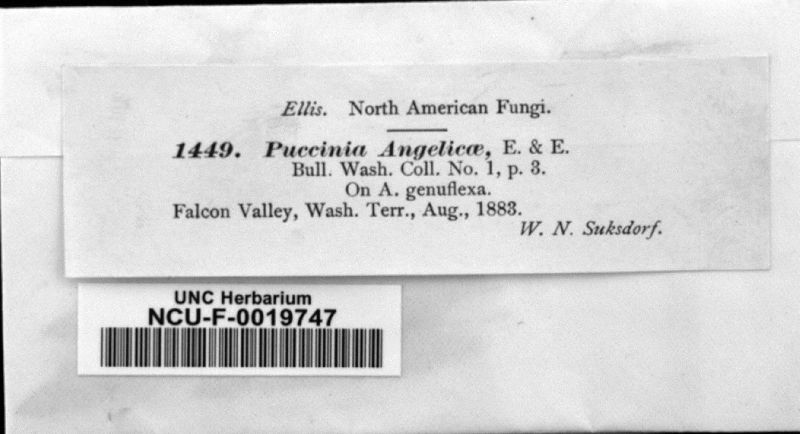 Ellis. North American Fungi.
1449. Puccinia Angelicæ, E. & E.
Bull. Wash. Coll. No. 1, p. 3.
On A. genuflexa.
Falcon Valley, Wash. Terr., Aug., 1883.
W. N. Suksdorf.
UNC Herbarium
NCU-F-0019747